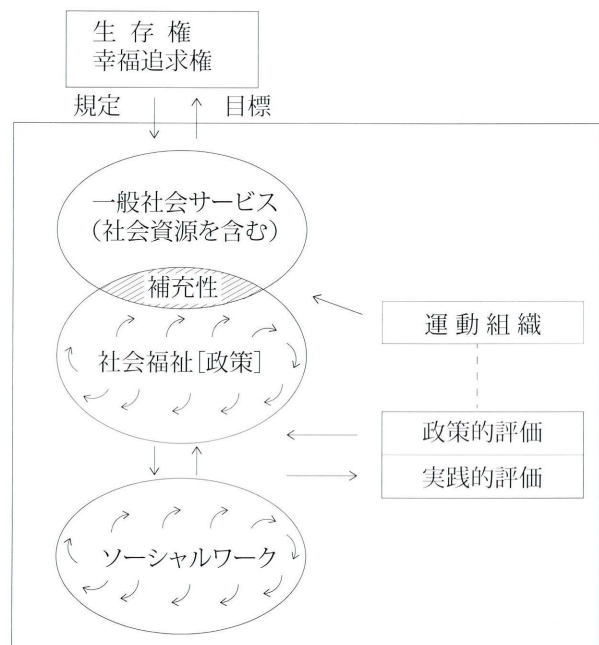 生存権
幸福追求権
規定
目標
一般社会サービス
(社会資源を含む)
補充性
運動組織
社会福祉[政策]
政策的評価
実践的評価
ソーシャルワーク